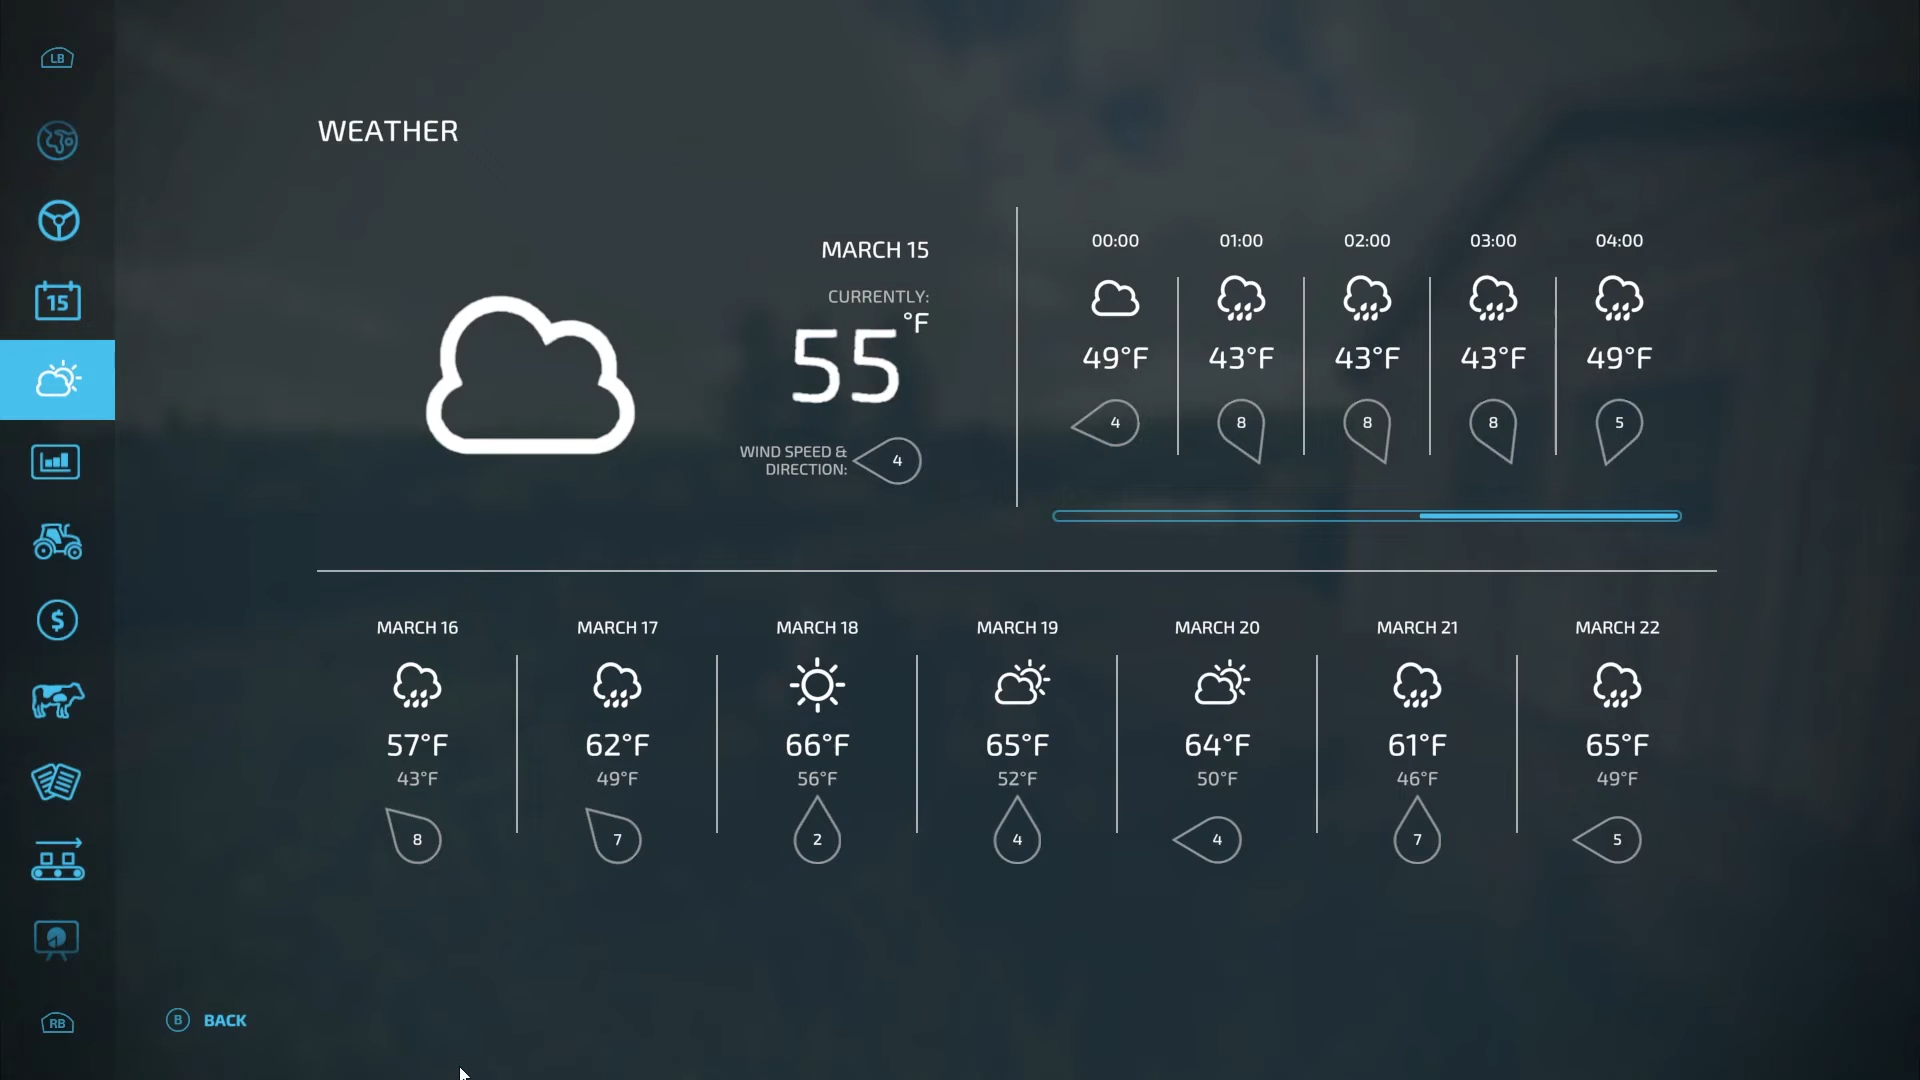 LB
WEATHER
15
MARCH 15
CURRENTLY:
55 °F
WIND SPEED &
DIRECTION:
4
00:00 01:00 02:00 03:00 04:00
49°F 43°F 43°F 43°F 49°F
4 8 8 8 5
MARCH 16 MARCH 17 MARCH 18 MARCH 19 MARCH 20 MARCH 21 MARCH 22
57°F 62°F 66°F 65°F 64°F 61°F 65°F
43°F 49°F 56°F 52°F 50°F 46°F 49°F
8 7 2 4 4 7 5
$
RB
B BACK